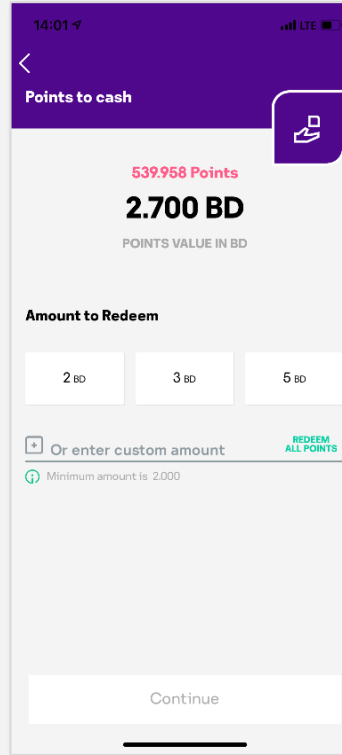 14:01 LTE
Points to cash
539.958 Points
2.700 BD
POINTS VALUE IN BD
Amount to Redeem
2 BD 3 BD 5 BD
Or enter custom amount REDEEM
ALL POINTS
Minimum amount is 2.000
Continue